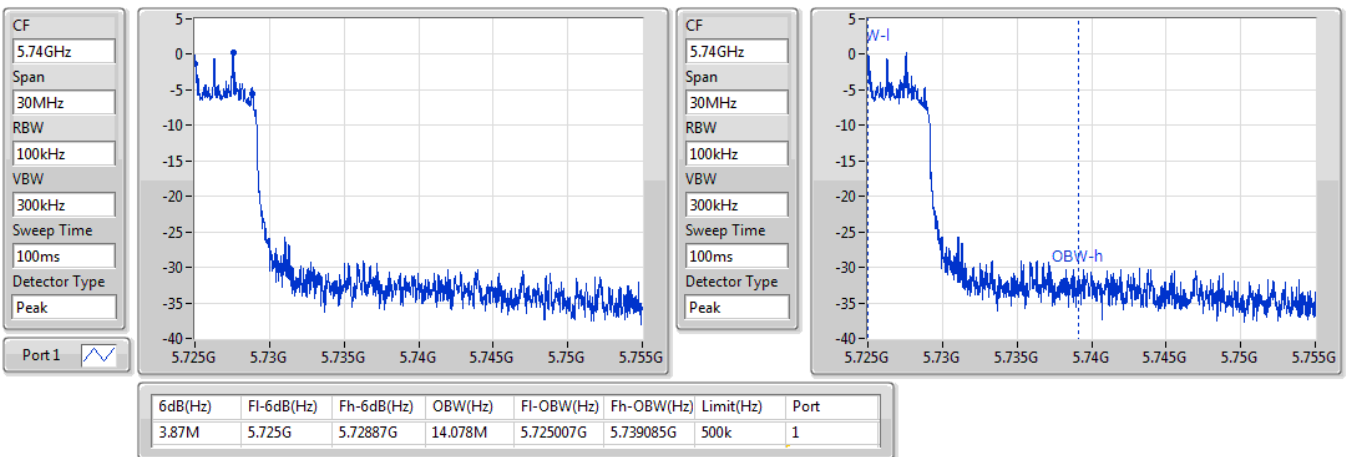 CF
5.74GHz
Span
30MHz
RBW
100kHz
VBW
300kHz
Sweep Time
100ms
Detector Type
Peak
Port 1
5
0
-5
-10
-15
-20
-25
-30
-35
-40
5.725G 5.73G 5.735G 5.74G 5.745G 5.75G 5.755G
CF
5.74GHz
Span
30MHz
RBW
100kHz
VBW
300kHz
Sweep Time
100ms
Detector Type
Peak
5
0
-5
-10
-15
-20
-25
-30
-35
-40
W-l
OBW-h
5.725G 5.73G 5.735G 5.74G 5.745G 5.75G 5.755G
6dB(Hz) Fl-6dB(Hz) Fh-6dB(Hz) OBW(Hz) Fl-OBW(Hz) Fh-OBW(Hz) Limit(Hz) Port
3.87M 5.725G 5.72887G 14.078M 5.725007G 5.739085G 500k 1